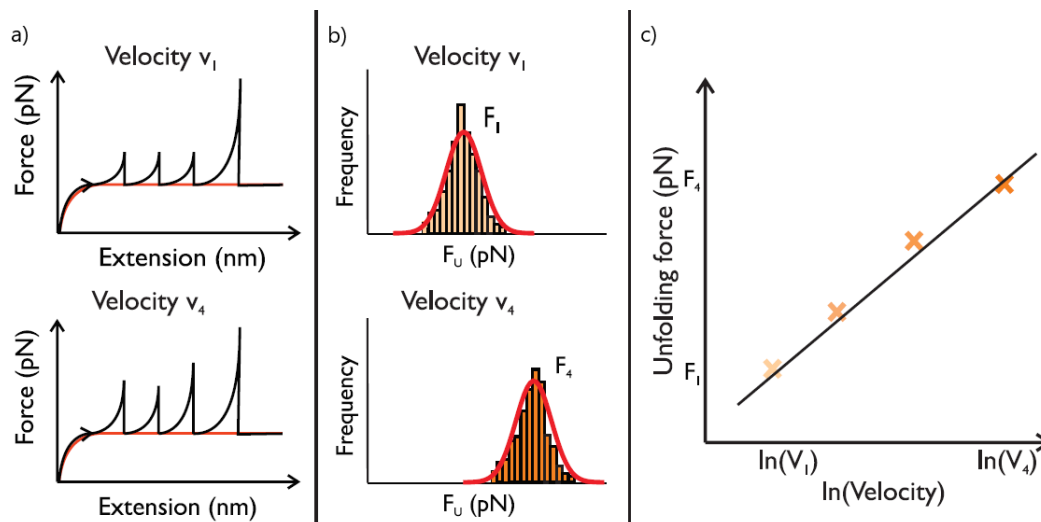 a)
Velocity v₁
Force (pN)
Extension (nm)
Velocity v₄
Force (pN)
Extension (nm)
b)
Velocity v₁
Frequency
F₁
Fᵤ (pN)
Velocity v₄
Frequency
F₄
Fᵤ (pN)
c)
Unfolding force (pN)
F₄
F₁
ln(V₁)
ln(V₄)
ln(Velocity)